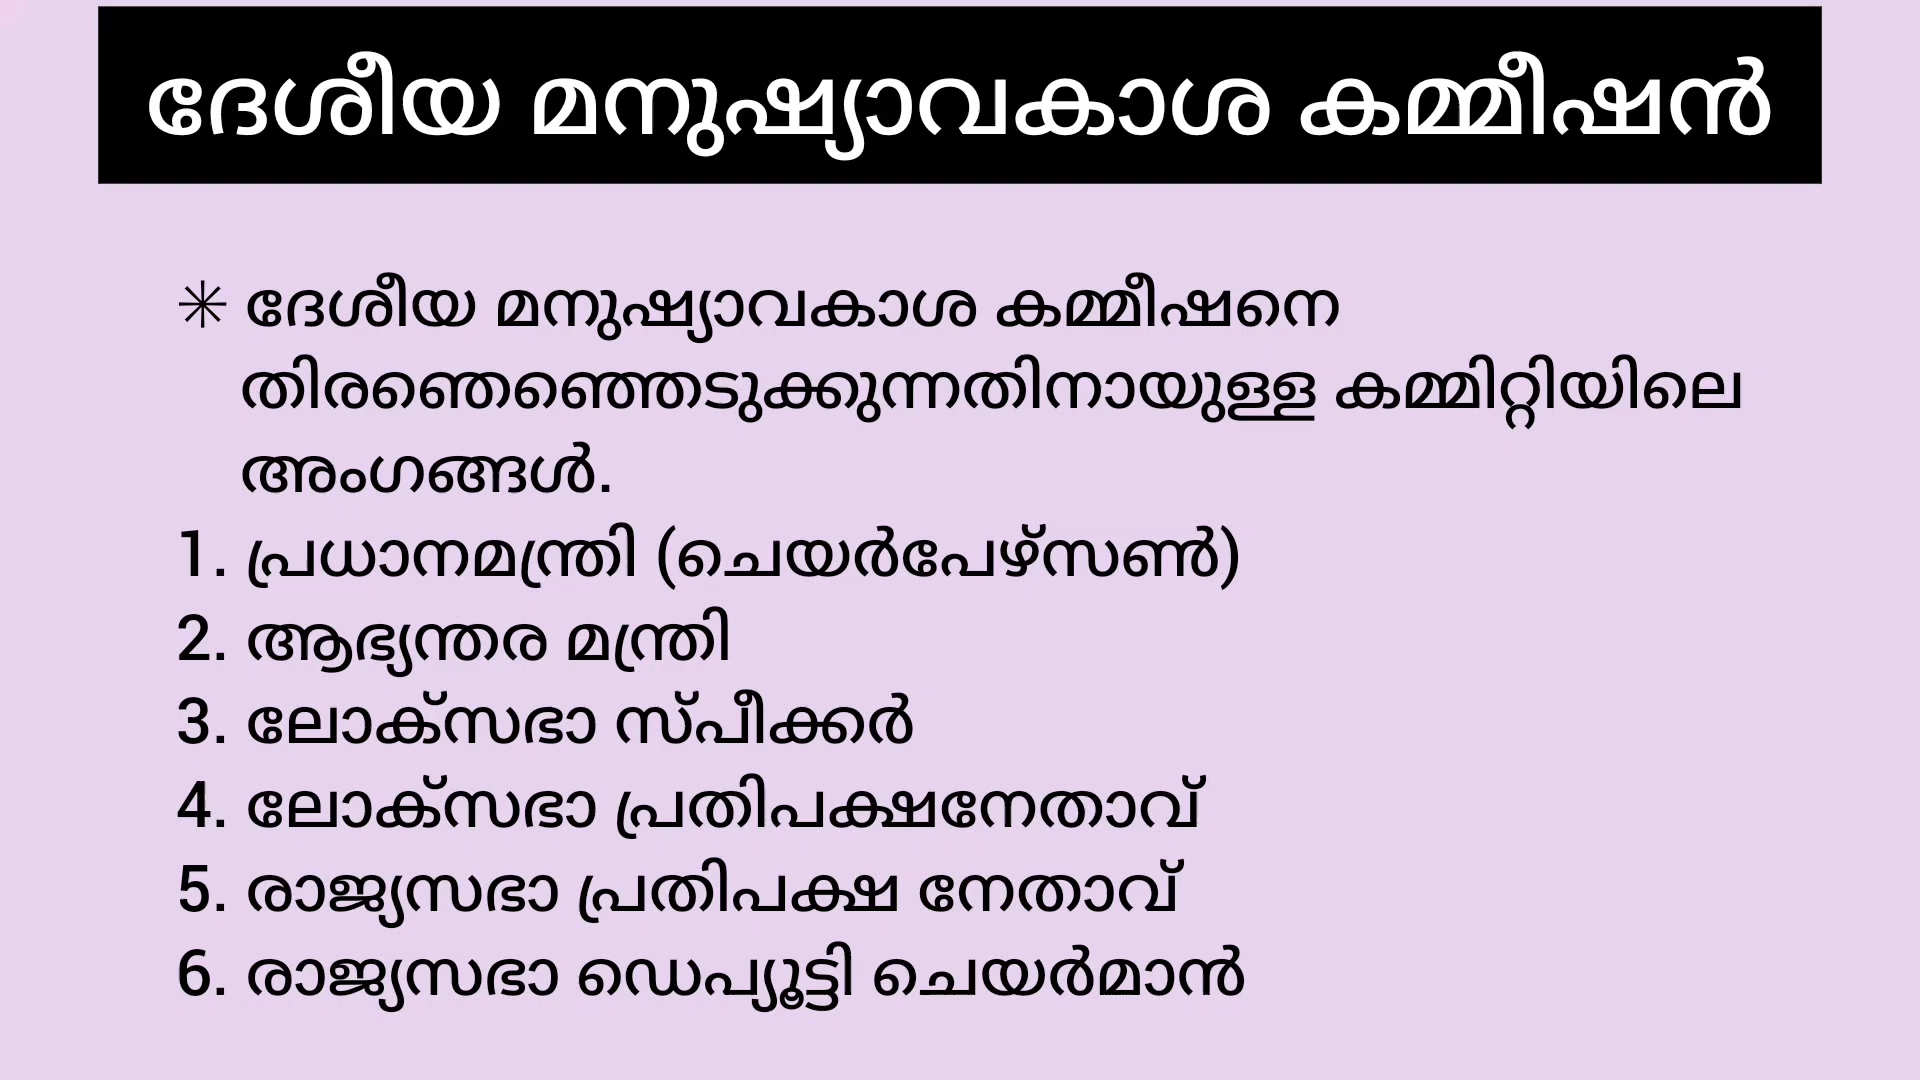 ദേശീയ മനുഷ്യാവകാശ കമ്മീഷൻ
✳ ദേശീയ മനുഷ്യാവകാശ കമ്മീഷനെ
തിരഞെഞ്ഞെടുക്കുന്നതിനായുള്ള കമ്മിറ്റിയിലെ
അംഗങ്ങൾ.
1. പ്രധാനമന്ത്രി (ചെയർപേഴ്സൺ)
2. ആഭ്യന്തര മന്ത്രി
3. ലോക്സഭാ സ്പീക്കർ
4. ലോക്സഭാ പ്രതിപക്ഷനേതാവ്
5. രാജ്യസഭാ പ്രതിപക്ഷ നേതാവ്
6. രാജ്യസഭാ ഡെപ്യൂട്ടി ചെയർമാൻ